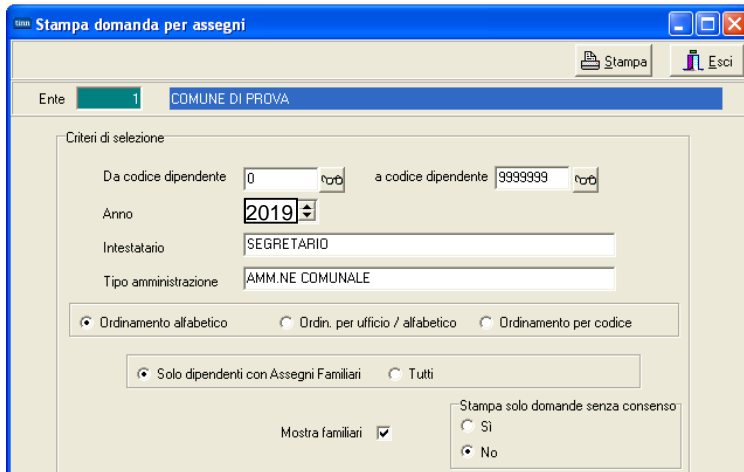 sinn Stampa domanda per assegni
Stampa Esci
Ente 1 COMUNE DI PROVA
Criteri di selezione
Da codice dipendente 0 a codice dipendente 9999999
Anno 2019
Intestatario SEGRETARIO
Tipo amministrazione AMM.NE COMUNALE
Ordinamento alfabetico Ordin. per ufficio / alfabetico Ordinamento per codice
Solo dipendenti con Assegni Familiari Tutti
Stampa solo domande senza consenso
Sì
Mostra familiari
No